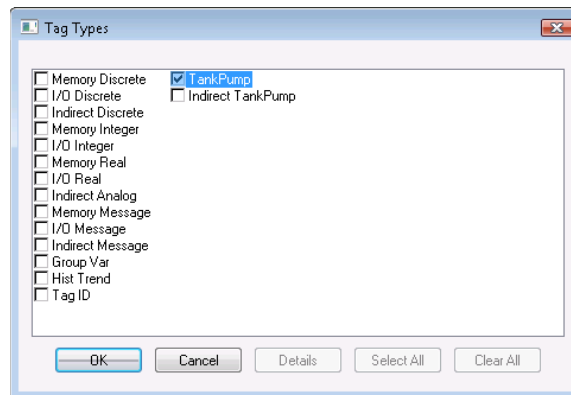 Tag Types
Memory Discrete
I/O Discrete
Indirect Discrete
Memory Integer
I/O Integer
Memory Real
I/O Real
Indirect Analog
Memory Message
I/O Message
Indirect Message
Group Var
Hist Trend
Tag ID
TankPump
Indirect TankPump
OK
Cancel
Details
Select All
Clear All